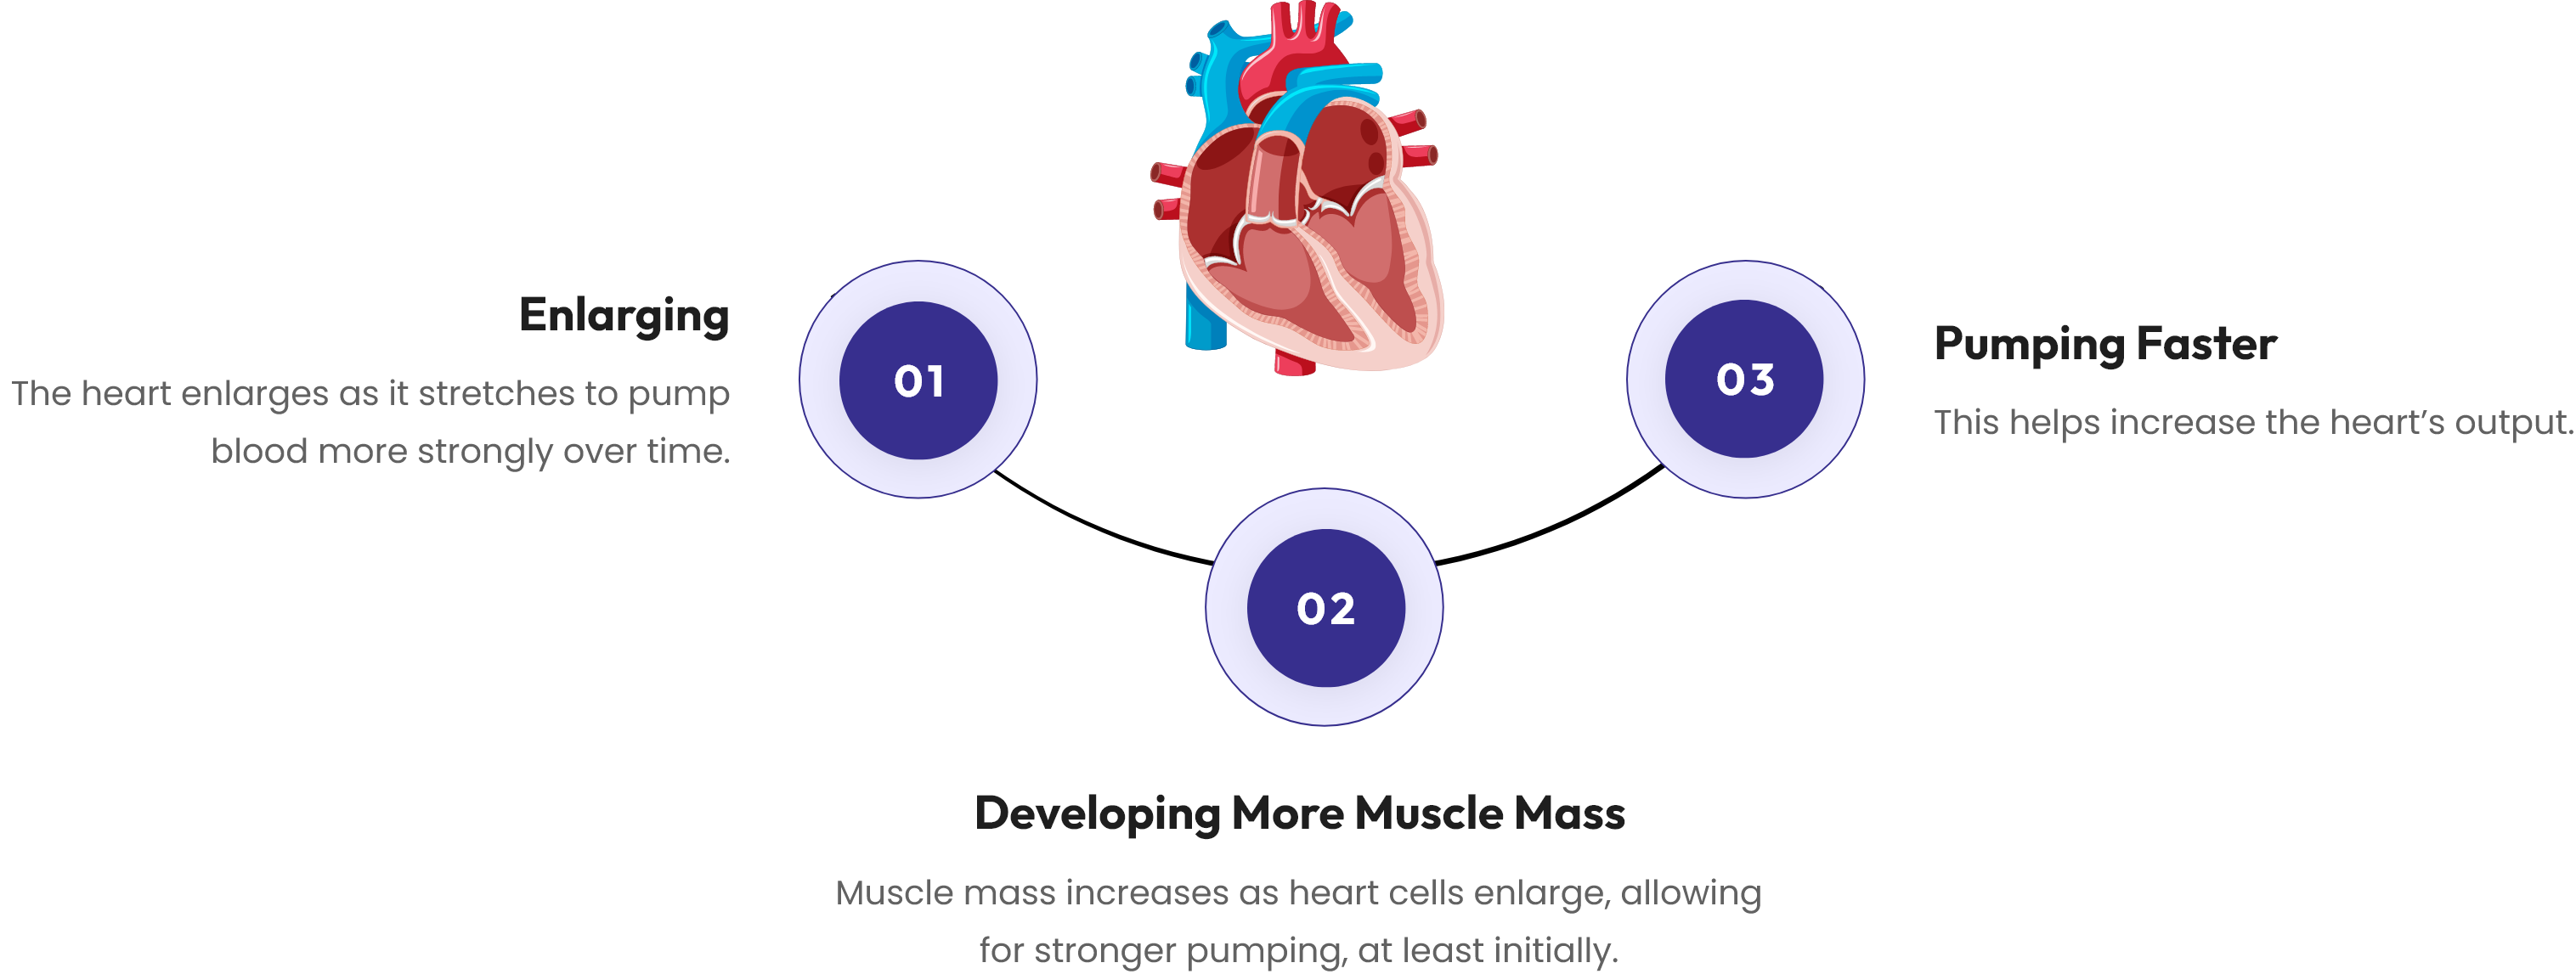 01
Enlarging
The heart enlarges as it stretches to pump
blood more strongly over time.
02
Developing More Muscle Mass
Muscle mass increases as heart cells enlarge, allowing
for stronger pumping, at least initially.
03
Pumping Faster
This helps increase the heart’s output.